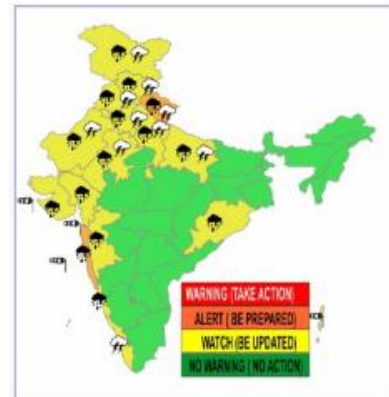 WARNING (TAKE ACTION)
ALERT ( BE PREPARED)
WATCH (BE UPDATED)
NO WARNING ( NO ACTION)